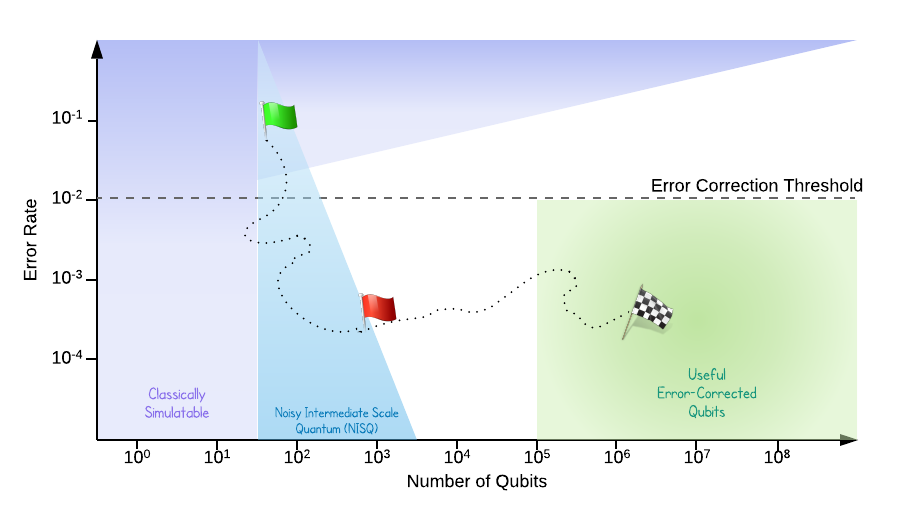 10-1
Error Correction Threshold
10-2
Error Rate
10-3
10-4
Classically
Simulatable
Noisy Intermediate Scale
Quantum (NISQ)
Useful
Error-Corrected
Qubits
10⁰ 10¹ 10² 10³ 10⁴ 10⁵ 10⁶ 10⁷ 10⁸
Number of Qubits